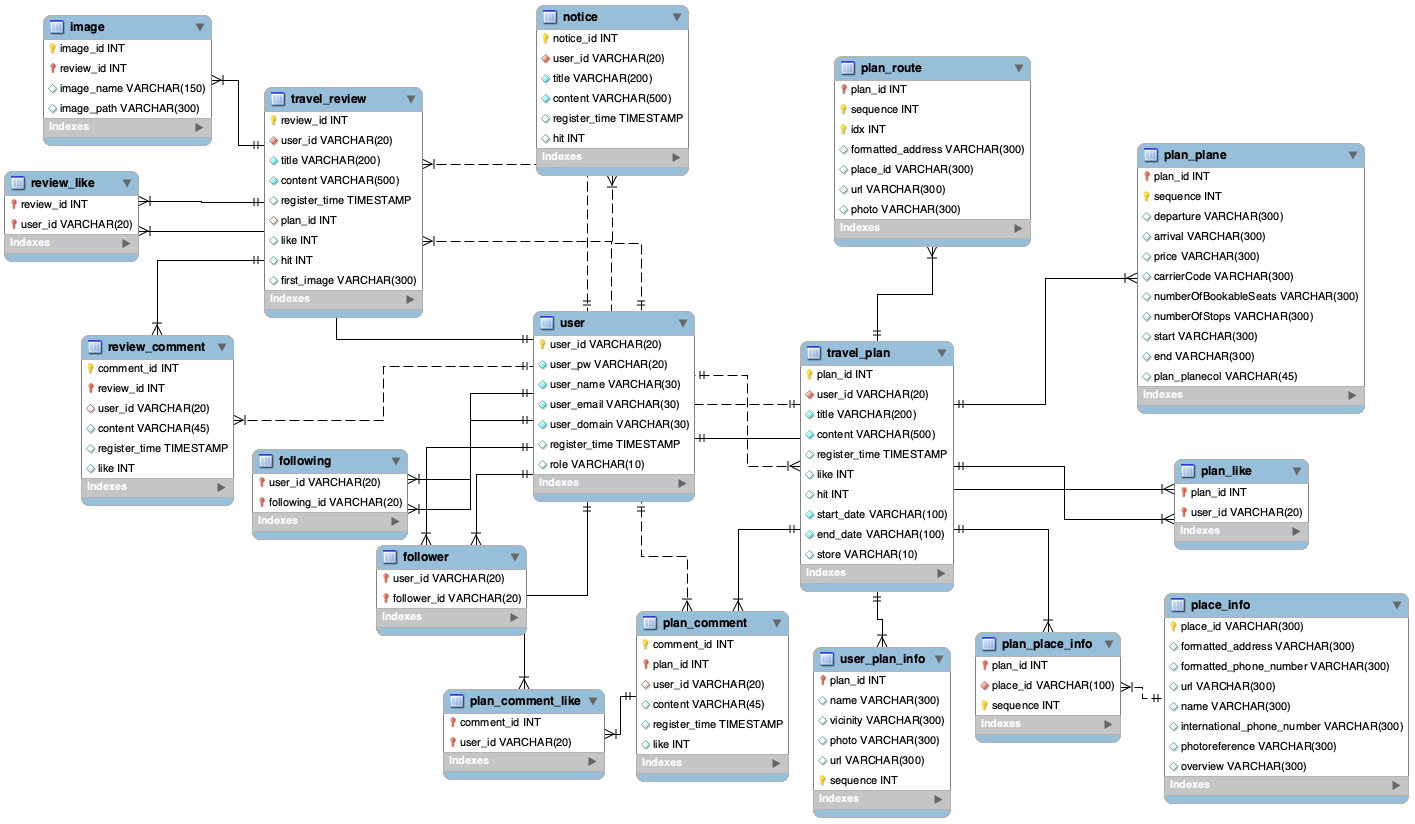 image
image_id INT
review_id INT
image_name VARCHAR(150)
image_path VARCHAR(300)
Indexes
travel_review
review_id INT
user_id VARCHAR(20)
title VARCHAR(200)
content VARCHAR(500)
register_time TIMESTAMP
plan_id INT
like INT
hit INT
first_image VARCHAR(300)
Indexes
notice
notice_id INT
user_id VARCHAR(20)
title VARCHAR(200)
content VARCHAR(500)
register_time TIMESTAMP
hit INT
Indexes
plan_route
plan_id INT
sequence INT
idx INT
formatted_address VARCHAR(300)
place_id VARCHAR(300)
url VARCHAR(300)
photo VARCHAR(300)
Indexes
plan_plane
plan_id INT
sequence INT
departure VARCHAR(300)
arrival VARCHAR(300)
price VARCHAR(300)
carrierCode VARCHAR(300)
numberOfBookableSeats VARCHAR(300)
numberOfStops VARCHAR(300)
start VARCHAR(300)
end VARCHAR(300)
plan_planecol VARCHAR(45)
Indexes
review_like
review_id INT
user_id VARCHAR(20)
Indexes
review_comment
comment_id INT
review_id INT
user_id VARCHAR(20)
content VARCHAR(45)
register_time TIMESTAMP
like INT
Indexes
user
user_id VARCHAR(20)
user_pw VARCHAR(20)
user_name VARCHAR(30)
user_email VARCHAR(30)
user_domain VARCHAR(30)
register_time TIMESTAMP
role VARCHAR(10)
Indexes
travel_plan
plan_id INT
user_id VARCHAR(20)
title VARCHAR(200)
content VARCHAR(500)
register_time TIMESTAMP
like INT
hit INT
start_date VARCHAR(100)
end_date VARCHAR(100)
store VARCHAR(10)
Indexes
following
user_id VARCHAR(20)
following_id VARCHAR(20)
Indexes
plan_like
plan_id INT
user_id VARCHAR(20)
Indexes
follower
user_id VARCHAR(20)
follower_id VARCHAR(20)
Indexes
plan_comment
comment_id INT
plan_id INT
user_id VARCHAR(20)
content VARCHAR(45)
register_time TIMESTAMP
like INT
Indexes
plan_comment_like
comment_id INT
user_id VARCHAR(20)
Indexes
user_plan_info
plan_id INT
name VARCHAR(300)
vicinity VARCHAR(300)
photo VARCHAR(300)
url VARCHAR(300)
sequence INT
Indexes
plan_place_info
plan_id INT
place_id VARCHAR(100)
sequence INT
Indexes
place_info
place_id VARCHAR(300)
formatted_address VARCHAR(300)
formatted_phone_number VARCHAR(300)
url VARCHAR(300)
name VARCHAR(300)
international_phone_number VARCHAR(300)
photoreference VARCHAR(300)
overview VARCHAR(300)
Indexes